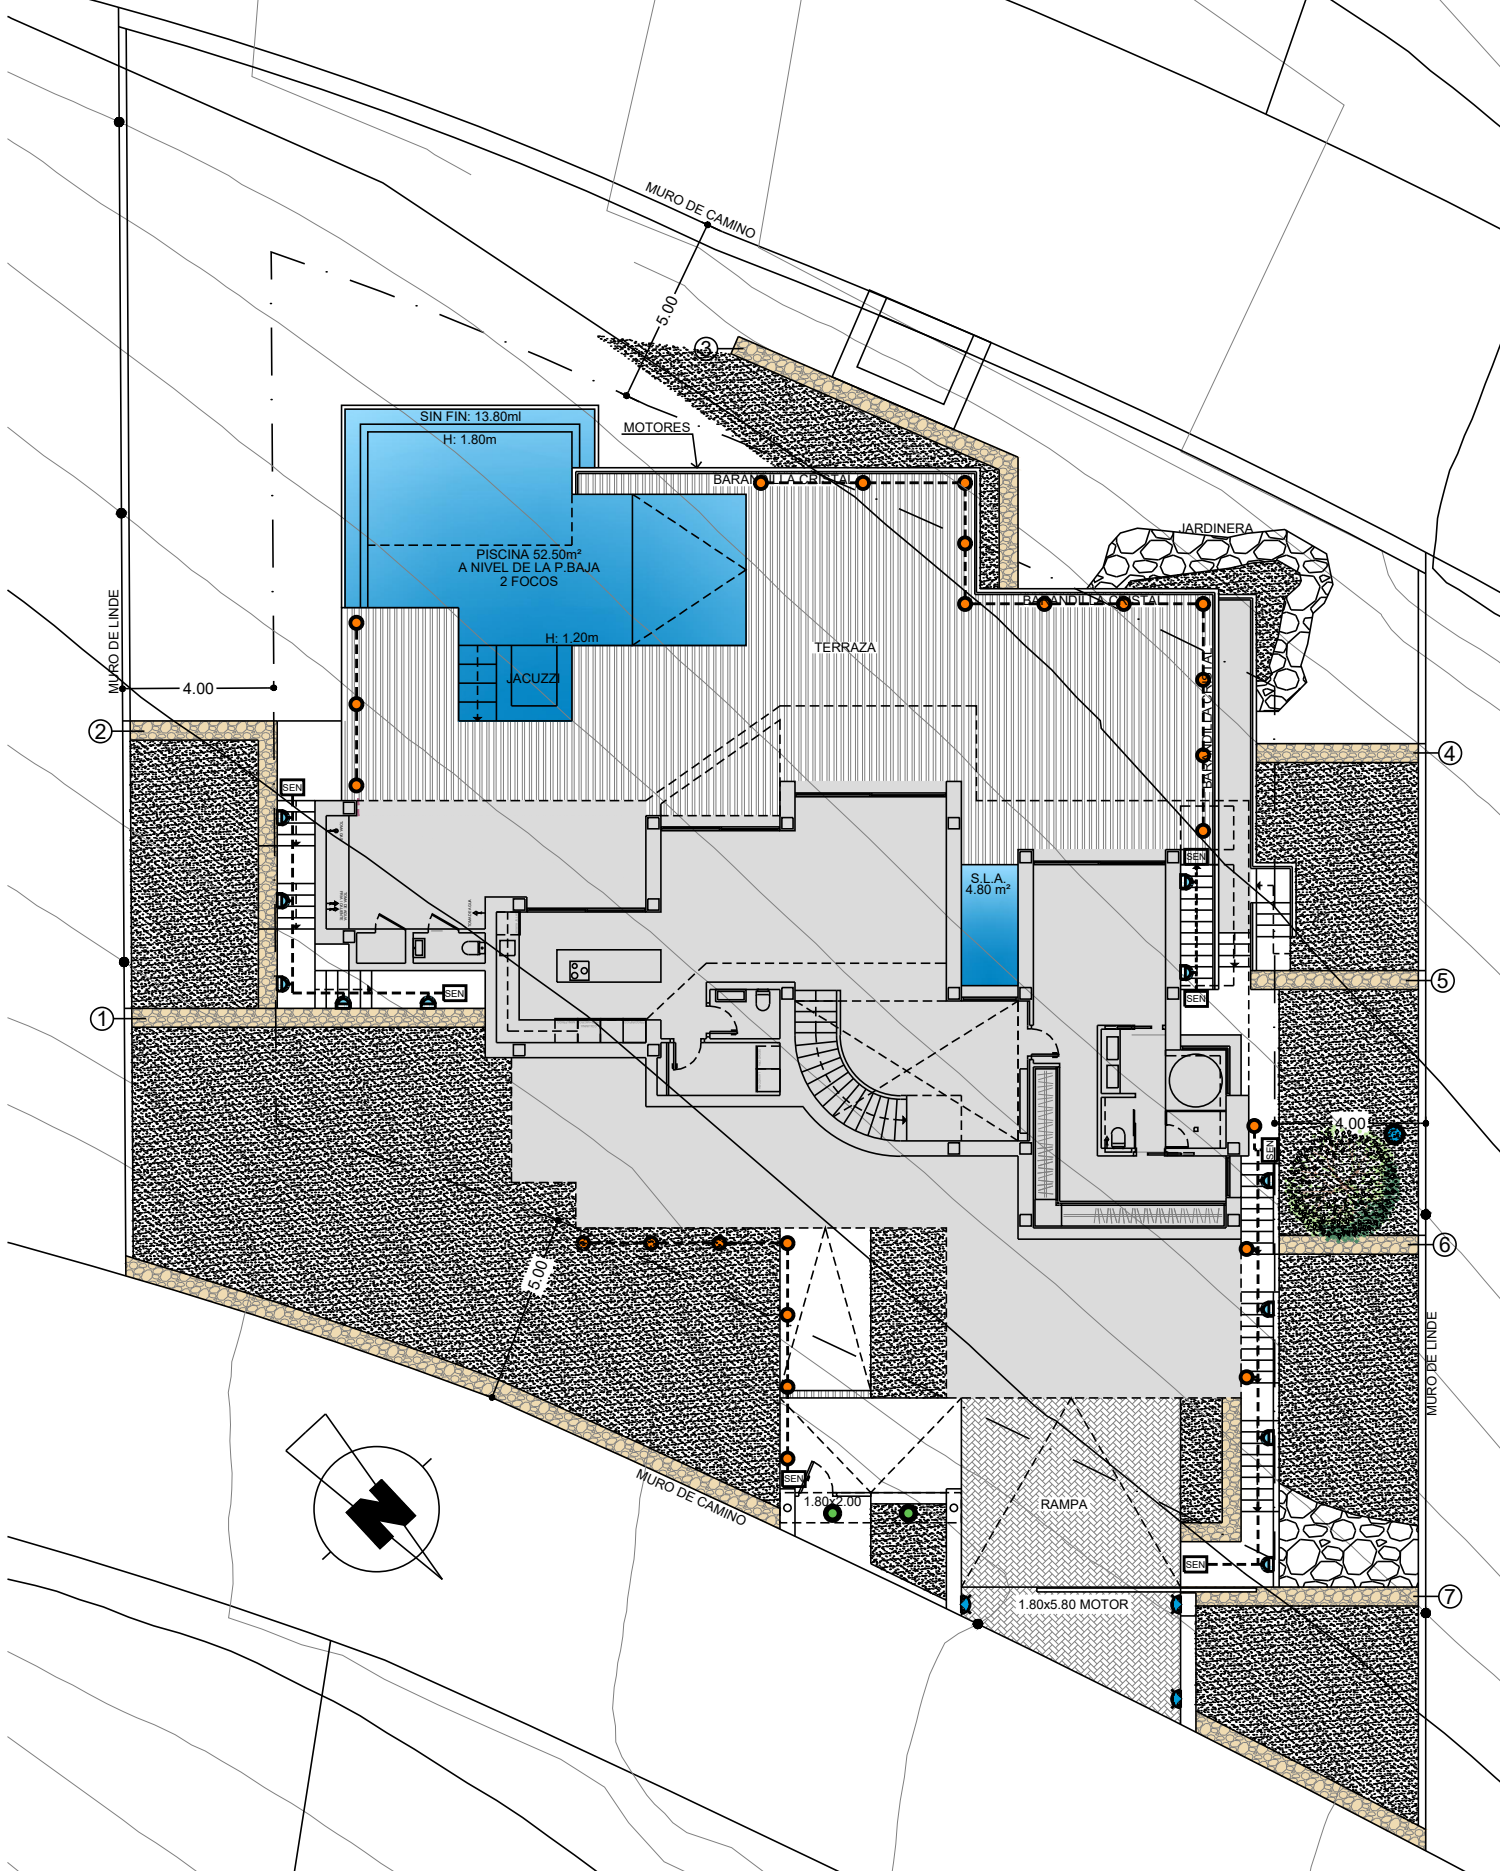 MURO DE CAMINO
5.00
3
SIN FIN: 13.80ml
H: 1.80m
MOTORES
BARANDILLA CRISTAL
JARDINERA
PISCINA 52.50m²
A NIVEL DE LA P.BAJA
2 FOCOS
BARANDILLA CRISTAL
MURO DE LINDE
H: 1.20m
TERRAZA
JACUZZI
4.00
BARANDILLA CRISTAL
2
4
SEN
SEN
S.L.A.
4.80 m²
5
SEN
SEN
1
4.00
SEN
6
5.00
MURO DE LINDE
SEN
MURO DE CAMINO
1.80x2.00
RAMPA
N
SEN
7
1.80x5.80 MOTOR